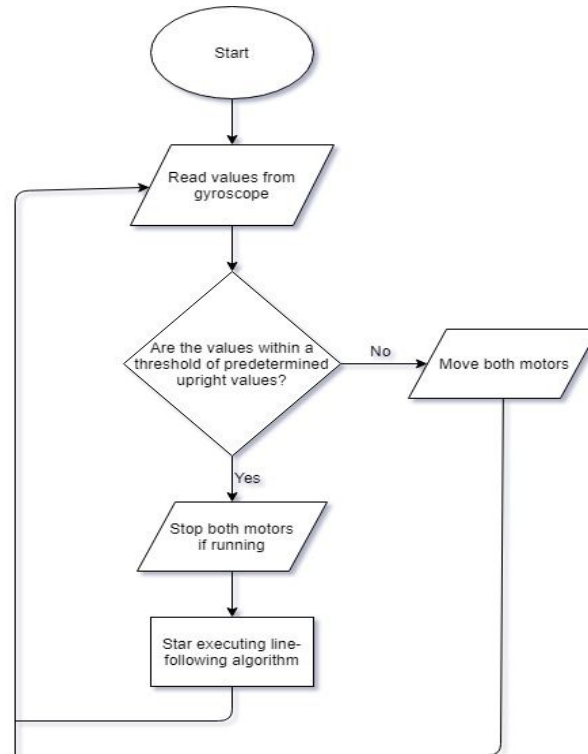 Start
Read values from
gyroscope
Are the values within a
threshold of predetermined
upright values?
No
Move both motors
Yes
Stop both motors
if running
Star executing line-
following algorithm